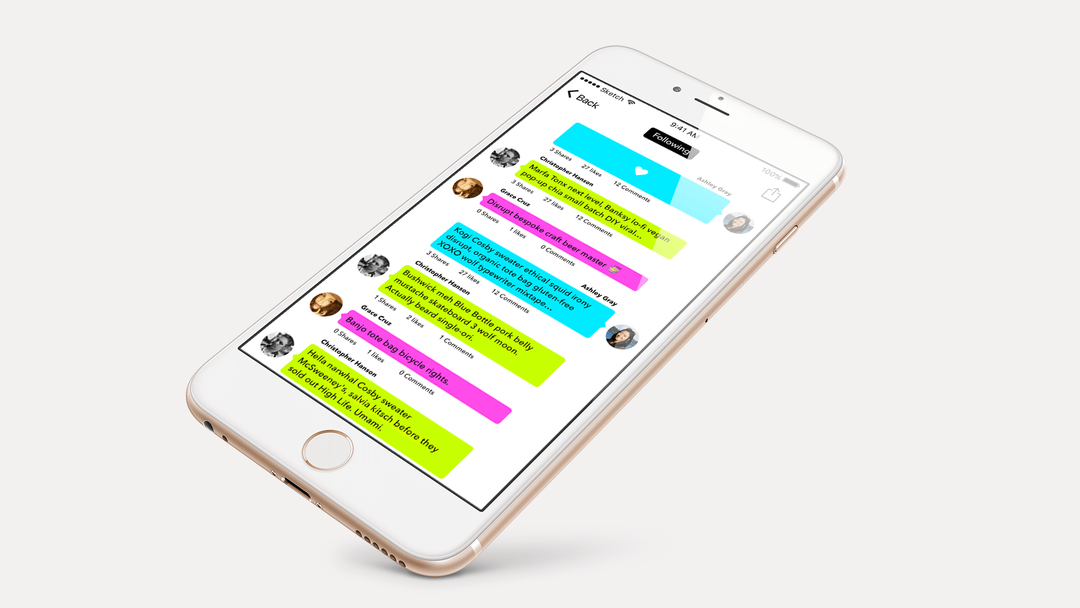 Sketch
9:41 AM
100%
Back
Following
Ashley Gray
3 Shares 27 likes 12 Comments
Christopher Hanson
Marfa Tonx next level, Banksy lo-fi vegan
pop-up chia small batch DIY viral...
3 Shares 27 likes 12 Comments
Grace Cruz
Disrupt bespoke craft beer master
0 Shares 1 likes 0 Comments
Ashley Gray
Kogi Cosby sweater ethical squid irony
disrupt, organic tote bag gluten-free
XOXO wolf typewriter mixtape...
3 Shares 27 likes 12 Comments
Christopher Hanson
Bushwick meh Blue Bottle pork belly
mustache skateboard 3 wolf moon.
Actually beard single-ori.
1 Shares 2 likes 1 Comments
Grace Cruz
Banjo tote bag bicycle rights.
0 Shares 1 likes 0 Comments
Christopher Hanson
Hella narwhal Cosby sweater
McSweeney's, salvia kitsch before they
sold out High Life. Umami.